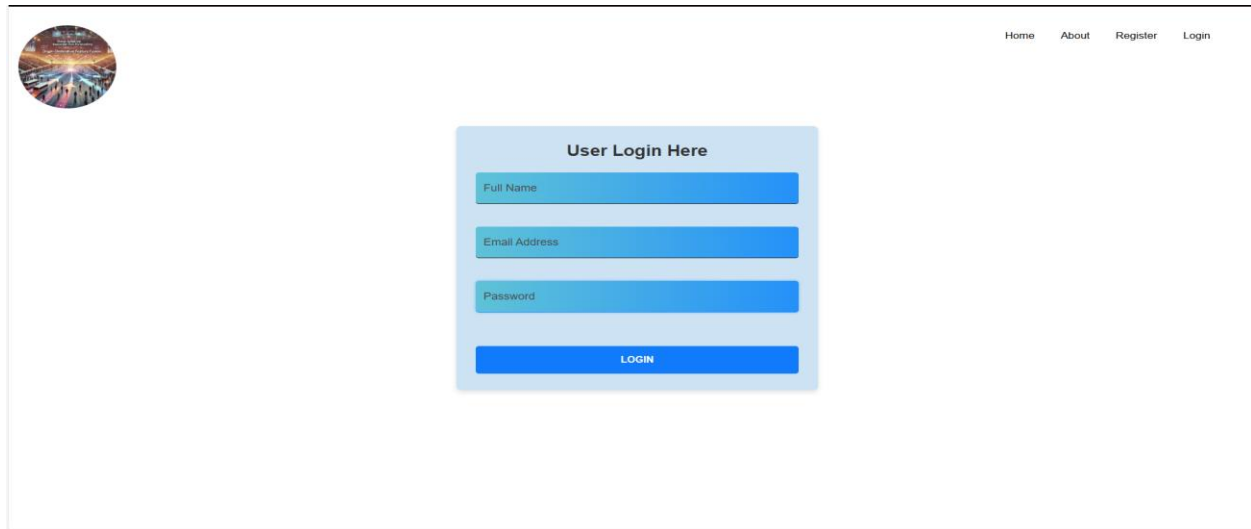 Home About Register Login
User Login Here
Full Name
Email Address
Password
LOGIN